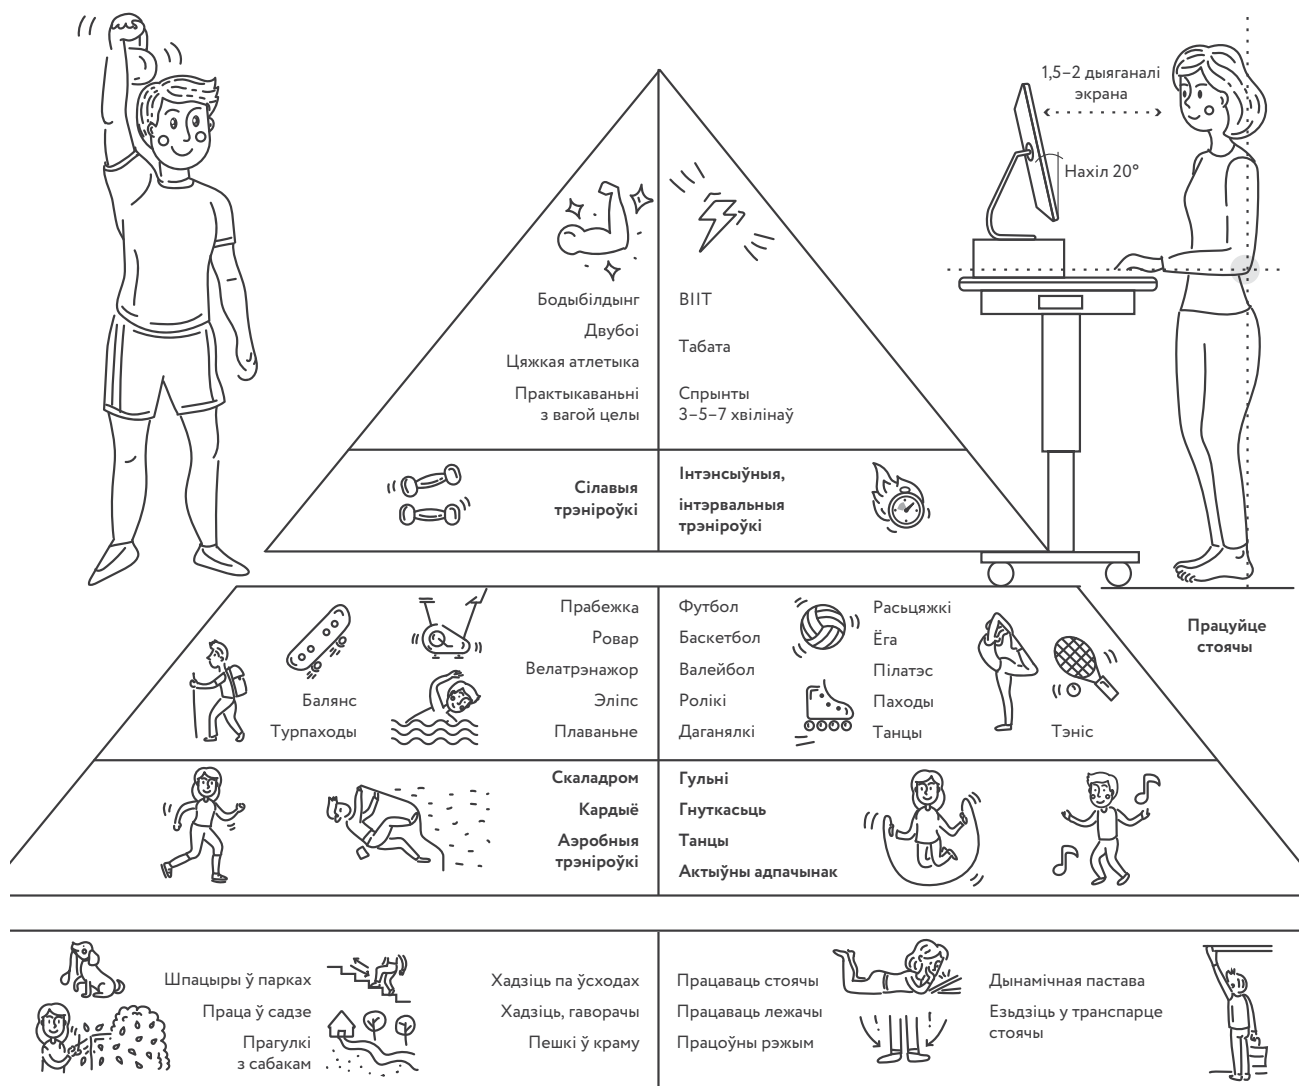 1,5–2 дыяганалі
экрана
Нахіл 20°
Бодыбілдынг
Двубоі
Цяжкая атлетыка
Практыкаваньні
з вагой целы
ВІІТ
Табата
Спрынты
3–5–7 хвілінаў
Сілавыя
трэніроўкі
Інтэнсыўныя,
інтэрвальныя
трэніроўкі
Працуйце
стоячы
Балянс
Турпаходы
Прабежка
Ровар
Велатрэнажор
Эліпс
Плаваньне
Футбол
Баскетбол
Валейбол
Ролікі
Даганялкі
Расьцяжкі
Ёга
Пілатэс
Паходы
Танцы
Тэніс
Скаладром
Кардыё
Аэробныя
трэніроўкі
Гульні
Гнуткасьць
Танцы
Актыўны адпачынак
Шпацыры ў парках
Праца ў садзе
Прагулкі
з сабакам
Хадзіць па ўсходах
Хадзіць, гаворачы
Пешкі ў краму
Працаваць стоячы
Працаваць лежачы
Працоўны рэжым
Дынамічная пастава
Езьдзіць у транспарце
стоячы